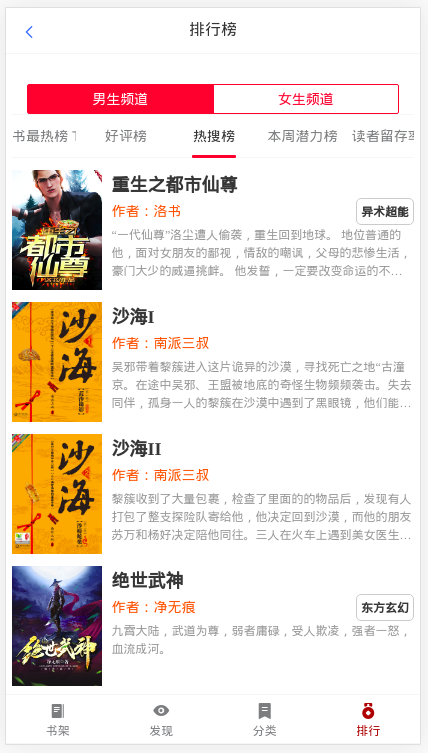 排行榜
男生频道 女生频道
书最热榜 好评榜 热搜榜 本周潜力榜 读者留存率
重生之都市仙尊
作者：洛书 异术超能
“一代仙尊”洛尘遭人偷袭，重生回到地球。 地位普通的
他，面对女朋友的鄙视，情敌的嘲讽，父母的悲惨生活，
豪门大少的威逼挑衅。 他发誓，一定要改变命运的不…
都市
仙尊
沙海I
作者：南派三叔
吴邪带着黎簇进入这片诡异的沙漠，寻找死亡之地“古潼
京。在途中吴邪、王盟被地底的奇怪生物频频袭击。失去
同伴，孤身一人的黎簇在沙漠中遇到了黑眼镜，他们能…
沙海
沙海II
作者：南派三叔
黎簇收到了大量包裹，检查了里面的的物品后，发现有人
打包了整支探险队寄给他，他决定回到沙漠，而他的朋友
苏万和杨好决定陪他同往。三人在火车上遇到美女医生…
沙海
绝世武神
作者：净无痕 东方玄幻
九霄大陆，武道为尊，弱者庸碌，受人欺凌，强者一怒，
血流成河。
绝世武神
书架 发现 分类 排行